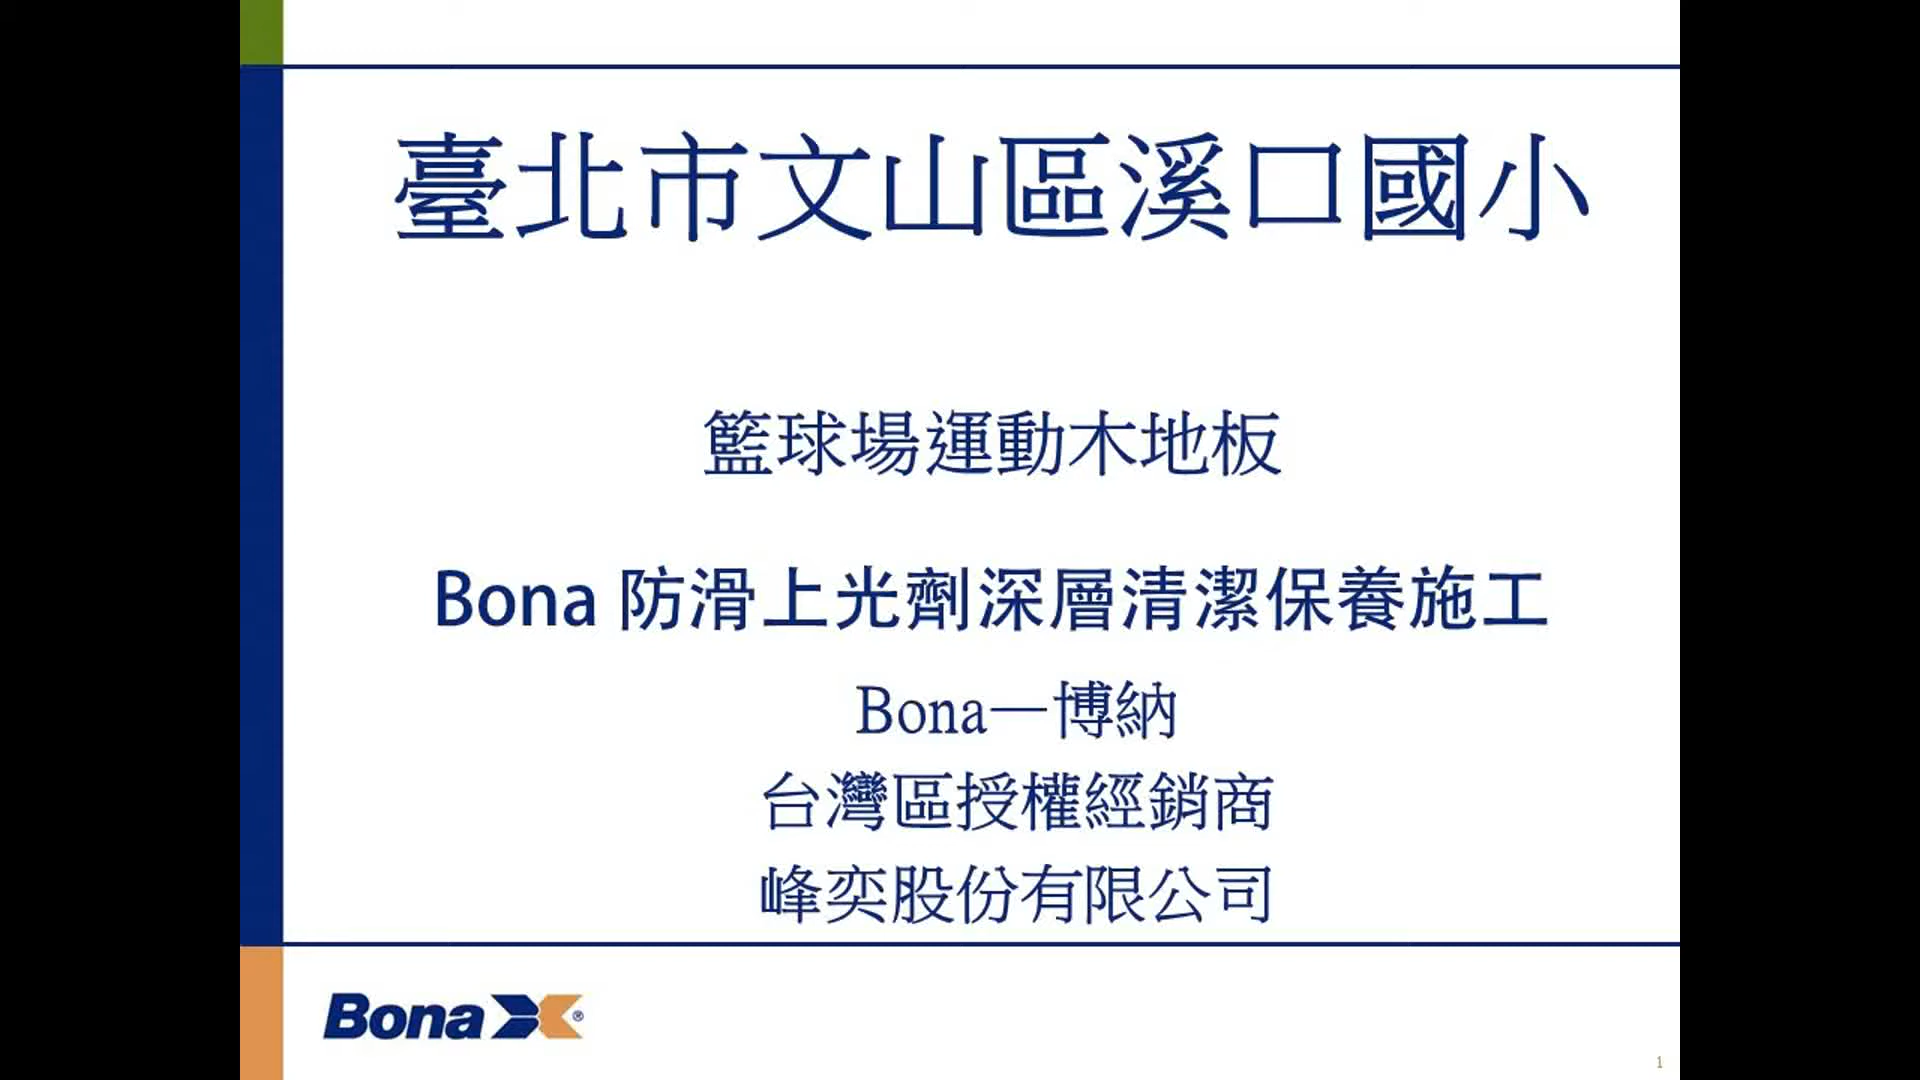 臺北市文山區溪口國小
籃球場運動木地板
Bona 防滑上光劑深層清潔保養施工
Bona—博納
台灣區授權經銷商
峰奕股份有限公司
Bona ®
1